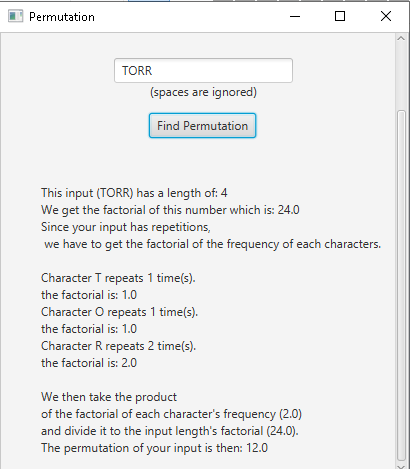 Permutation
TORR
(spaces are ignored)
Find Permutation
This input (TORR) has a length of: 4
We get the factorial of this number which is: 24.0
Since your input has repetitions,
we have to get the factorial of the frequency of each characters.
Character T repeats 1 time(s).
the factorial is: 1.0
Character O repeats 1 time(s).
the factorial is: 1.0
Character R repeats 2 time(s).
the factorial is: 2.0
We then take the product
of the factorial of each character's frequency (2.0)
and divide it to the input length's factorial (24.0).
The permutation of your input is then: 12.0